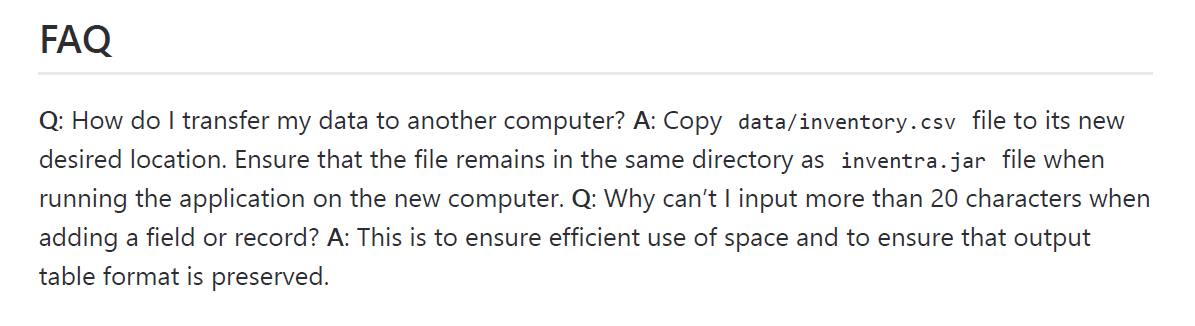 FAQ
Q: How do I transfer my data to another computer? A: Copy data/inventory.csv file to its new
desired location. Ensure that the file remains in the same directory as inventra.jar file when
running the application on the new computer. Q: Why can’t I input more than 20 characters when
adding a field or record? A: This is to ensure efficient use of space and to ensure that output
table format is preserved.